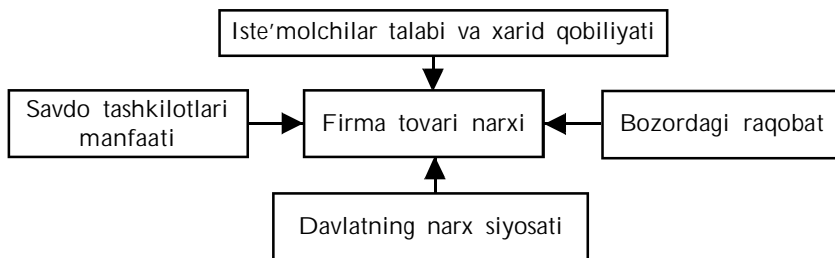 Iste’molchilar talabi va xarid qobiliyati
Savdo tashkilotlari
manfaati
Firma tovari narxi
Bozordagi raqobat
Davlatning narx siyosati